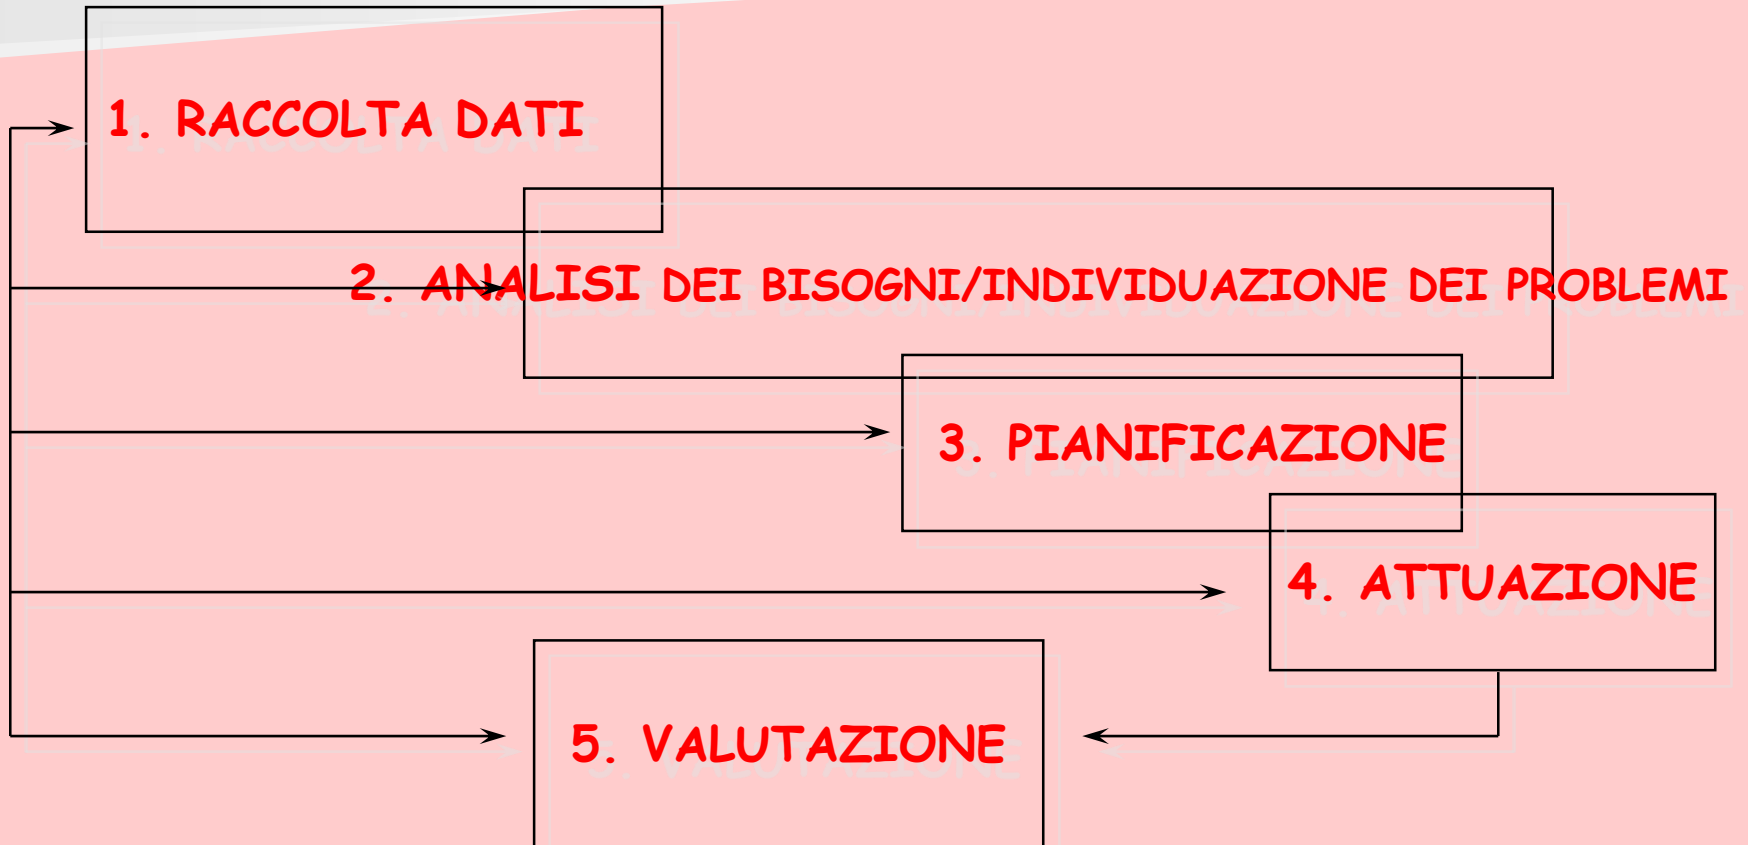 1. RACCOLTA DATI
2. ANALISI DEI BISOGNI/INDIVIDUAZIONE DEI PROBLEMI
3. PIANIFICAZIONE
4. ATTUAZIONE
5. VALUTAZIONE